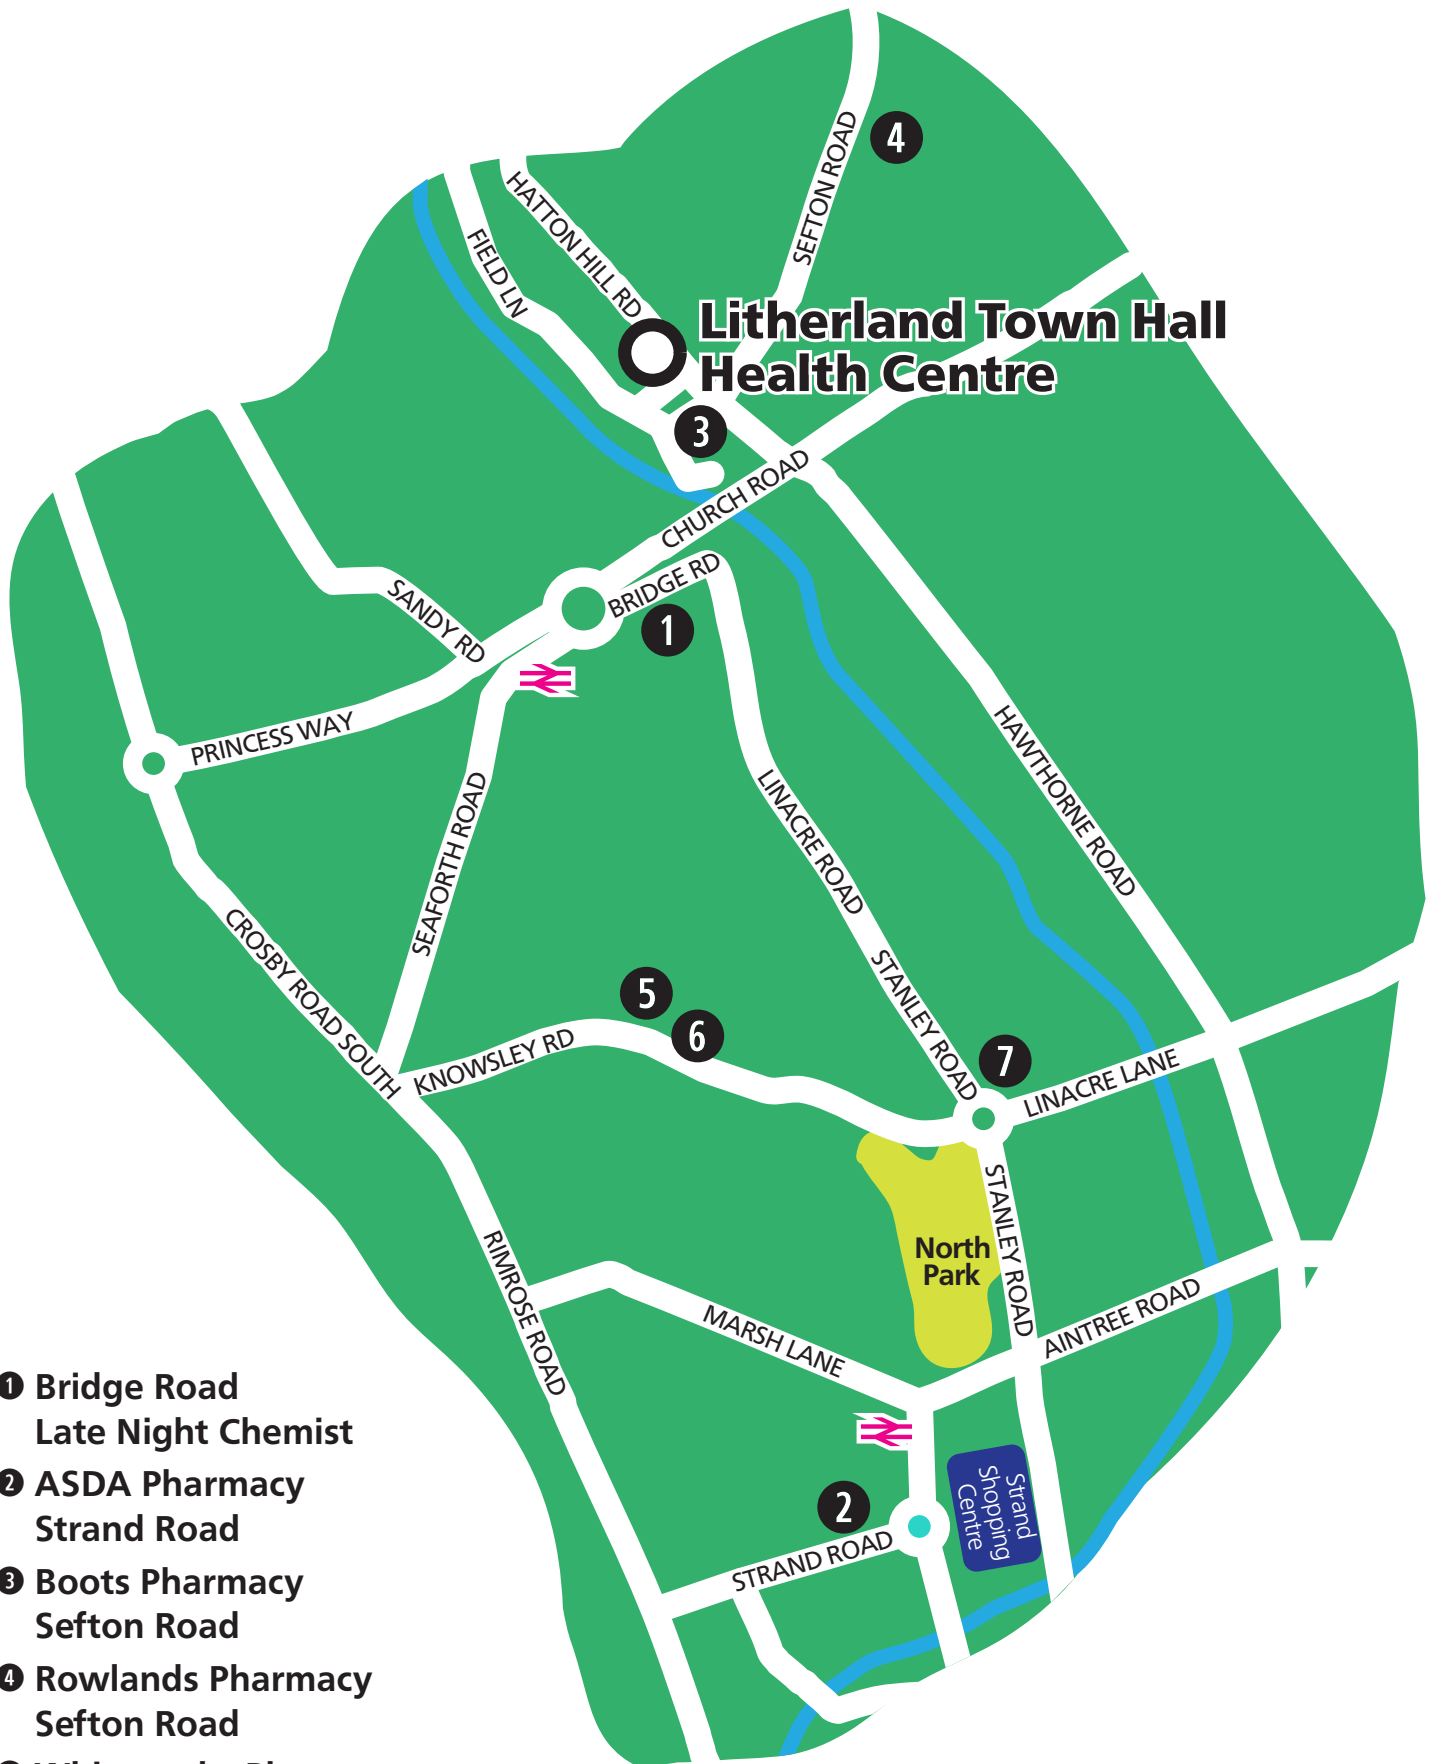 4
SEFTON ROAD
HATTON HILL RD
FIELD LN
Litherland Town Hall
Health Centre
3
CHURCH ROAD
BRIDGE RD
1
SANDY RD
PRINCESS WAY
HAWTHORNE ROAD
SEAFORTH ROAD
LINACRE ROAD
CROSBY ROAD SOUTH
STANLEY ROAD
5
6
7
KNOWSLEY RD
LINACRE LANE
STANLEY ROAD
North
Park
RIMROSE ROAD
MARSH LANE
AINTREE ROAD
Strand
Shopping
Centre
2
STRAND ROAD
1 Bridge Road
Late Night Chemist
2 ASDA Pharmacy
Strand Road
3 Boots Pharmacy
Sefton Road
4 Rowlands Pharmacy
Sefton Road